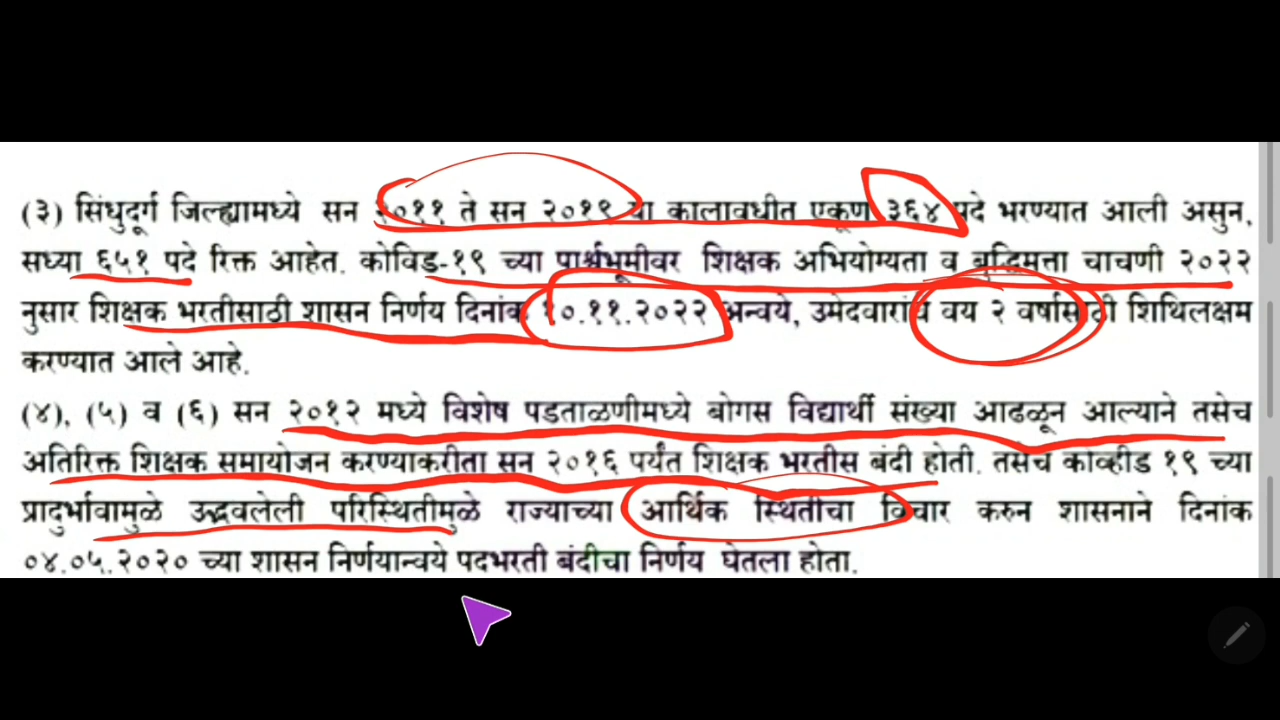 (३) सिंधुदूर्ग जिल्ह्यामध्ये सन २०११ ते सन २०१९ या कालावधीत एकूण ३६४ पदे भरण्यात आली असुन,
सध्या ६५१ पदे रिक्त आहेत. कोविड-१९ च्या पार्श्वभूमीवर शिक्षक अभियोग्यता व बुद्धिमत्ता चाचणी २०२२
नुसार शिक्षक भरतीसाठी शासन निर्णय दिनांक १०.११.२०२२ अन्वये, उमेदवारांचे वय २ वर्षासाठी शिथिलक्षम
करण्यात आले आहे.
(४), (५) व (६) सन २०१२ मध्ये विशेष पडताळणीमध्ये बोगस विद्यार्थी संख्या आढळून आल्याने तसेच
अतिरिक्त शिक्षक समायोजन करण्याकरीता सन २०१६ पर्यंत शिक्षक भरतीस बंदी होती. तसेच कोव्हीड १९ च्या
प्रादुर्भावामुळे उद्भवलेली परिस्थितीमुळे राज्याच्या आर्थिक स्थितीचा विचार करुन शासनाने दिनांक
०४.०५.२०२० च्या शासन निर्णयान्वये पदभरती बंदीचा निर्णय घेतला होता.